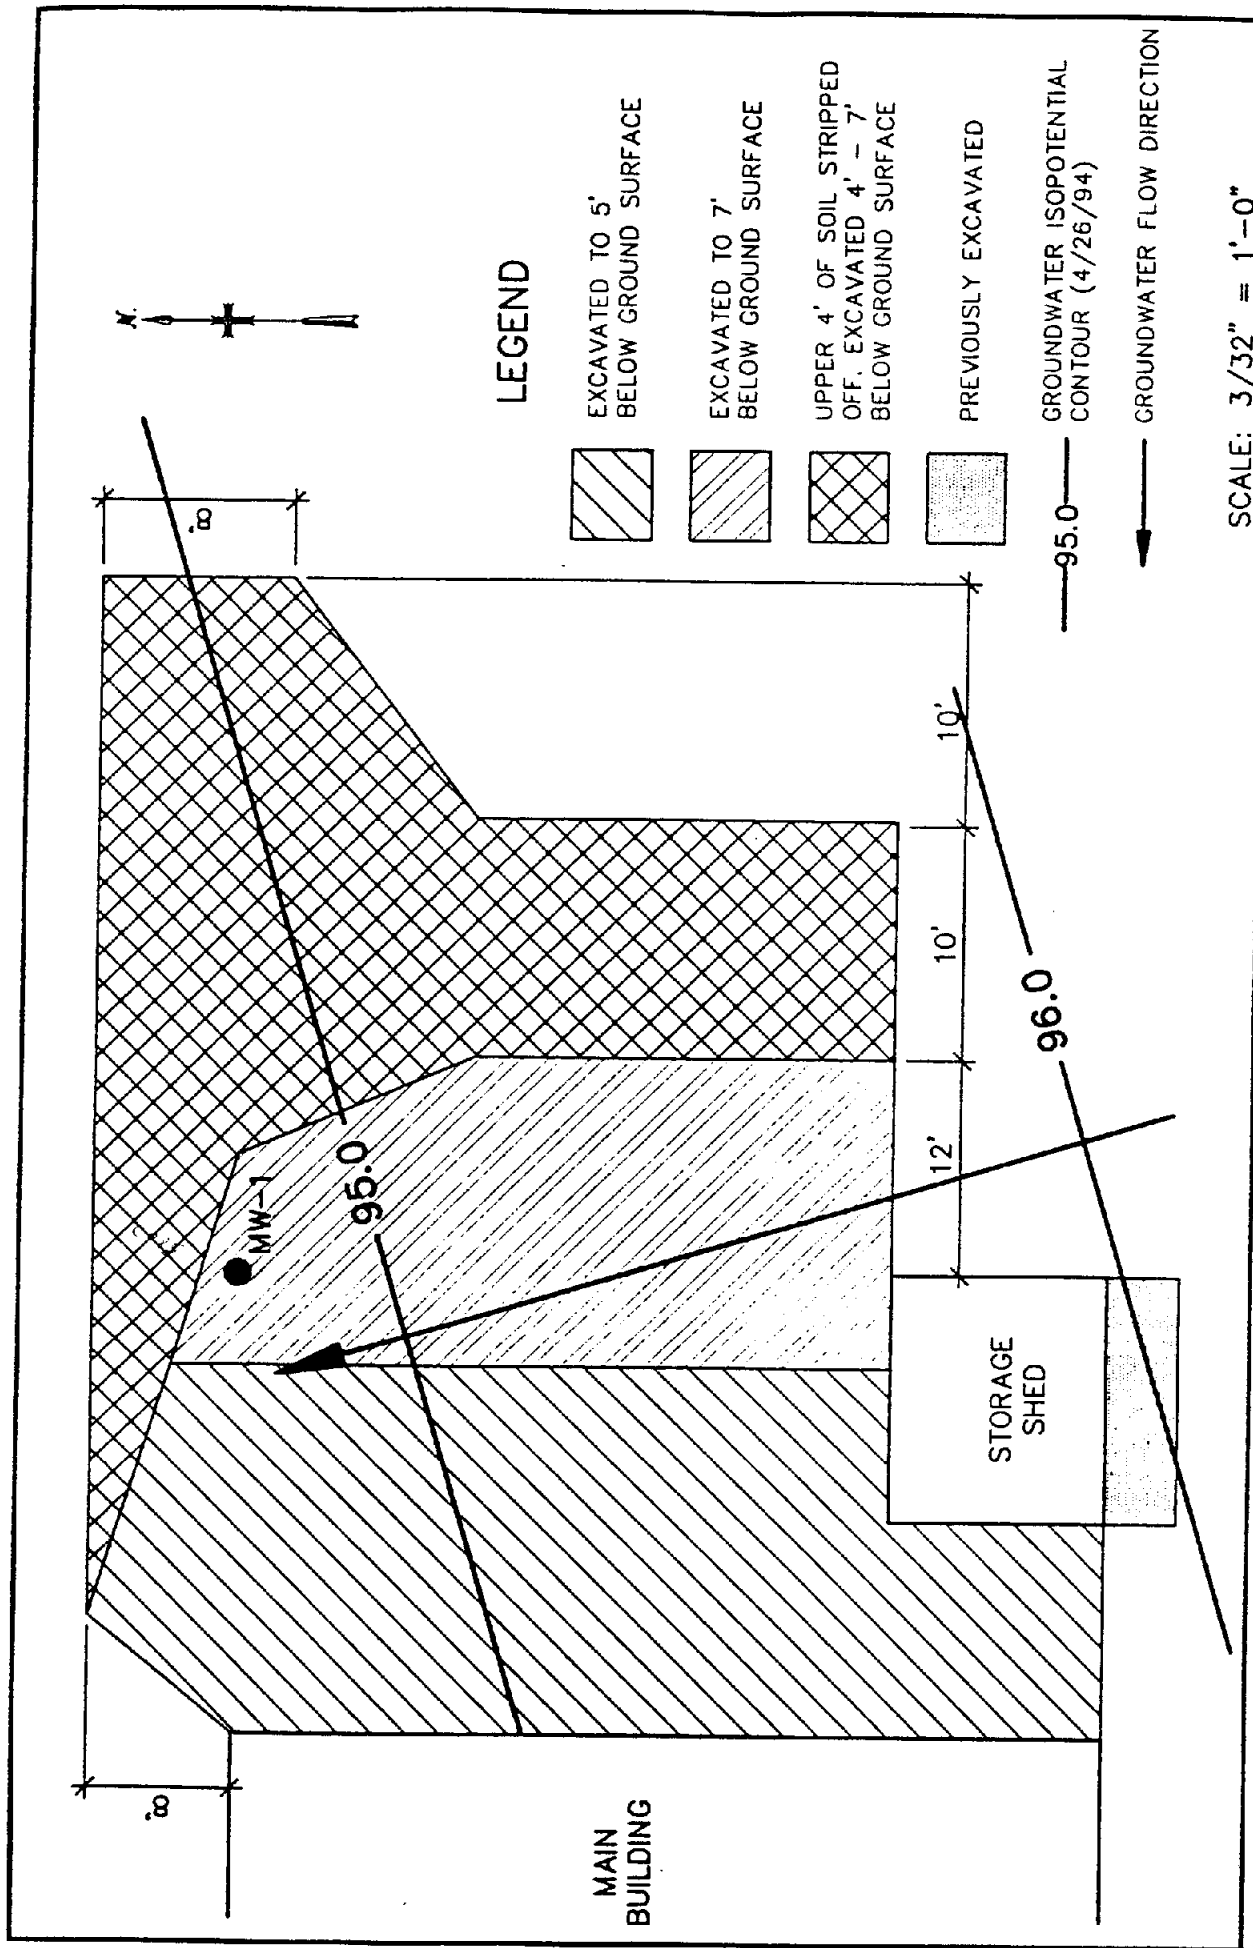 N.
8'
8'
MW-1
95.0
10'
10'
12'
96.0
STORAGE
SHED
MAIN
BUILDING
LEGEND
EXCAVATED TO 5'
BELOW GROUND SURFACE
EXCAVATED TO 7'
BELOW GROUND SURFACE
UPPER 4' OF SOIL STRIPPED
OFF. EXCAVATED 4' - 7'
BELOW GROUND SURFACE
PREVIOUSLY EXCAVATED
95.0
GROUNDWATER ISOPOTENTIAL
CONTOUR (4/26/94)
GROUNDWATER FLOW DIRECTION
SCALE: 3/32" = 1'-0"